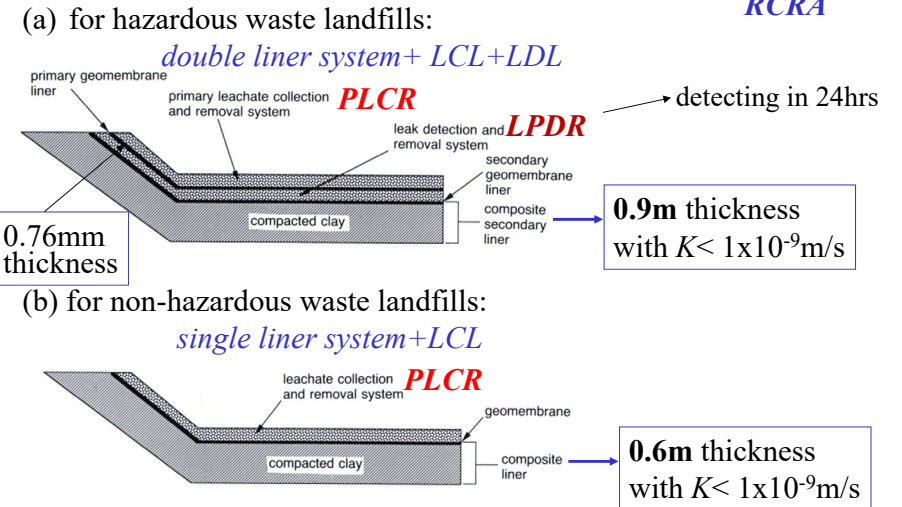 RCRA
(a) for hazardous waste landfills:
double liner system+ LCL+LDL
primary geomembrane
liner
primary leachate collection
and removal system
PLCR
leak detection and
removal system
LPDR
detecting in 24hrs
secondary
geomembrane
liner
compacted clay
composite
secondary
liner
0.9m thickness
with K< 1x10-9m/s
0.76mm
thickness
(b) for non-hazardous waste landfills:
single liner system+LCL
leachate collection
and removal system
PLCR
geomembrane
compacted clay
composite
liner
0.6m thickness
with K< 1x10-9m/s